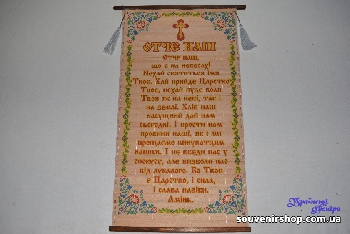 ОТЧЕ НАШ
Отче наш,
що є на небесах!
Нехай святиться імя
Твоє. Хай прийде Царство
Твоє, нехай буде воля
Твоя як на небі, так і
на землі. Хліб наш
насущний дай нам
сьогодні. І прости нам
провини наші, як і ми
прощаємо винуватцям
нашим. І не введи нас у
спокусу, але визволи нас
від лукавого. Бо Твоє
є Царство, і сила,
і слава навіки.
Амінь.
www.souvenirshop.com.ua